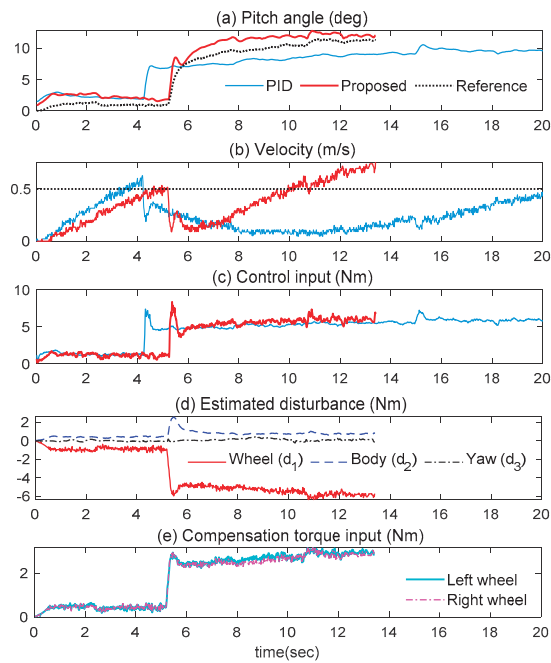 (a) Pitch angle (deg)
10
5
0
PID Proposed Reference
0 2 4 6 8 10 12 14 16 18 20
(b) Velocity (m/s)
0.5
0
0 2 4 6 8 10 12 14 16 18 20
(c) Control input (Nm)
10
5
0
0 2 4 6 8 10 12 14 16 18 20
(d) Estimated disturbance (Nm)
2
0
-2
-4
-6
Wheel (d1) Body (d2) Yaw (d3)
0 2 4 6 8 10 12 14 16 18 20
(e) Compensation torque input (Nm)
2
0
Left wheel
Right wheel
0 2 4 6 8 10 12 14 16 18 20
time(sec)